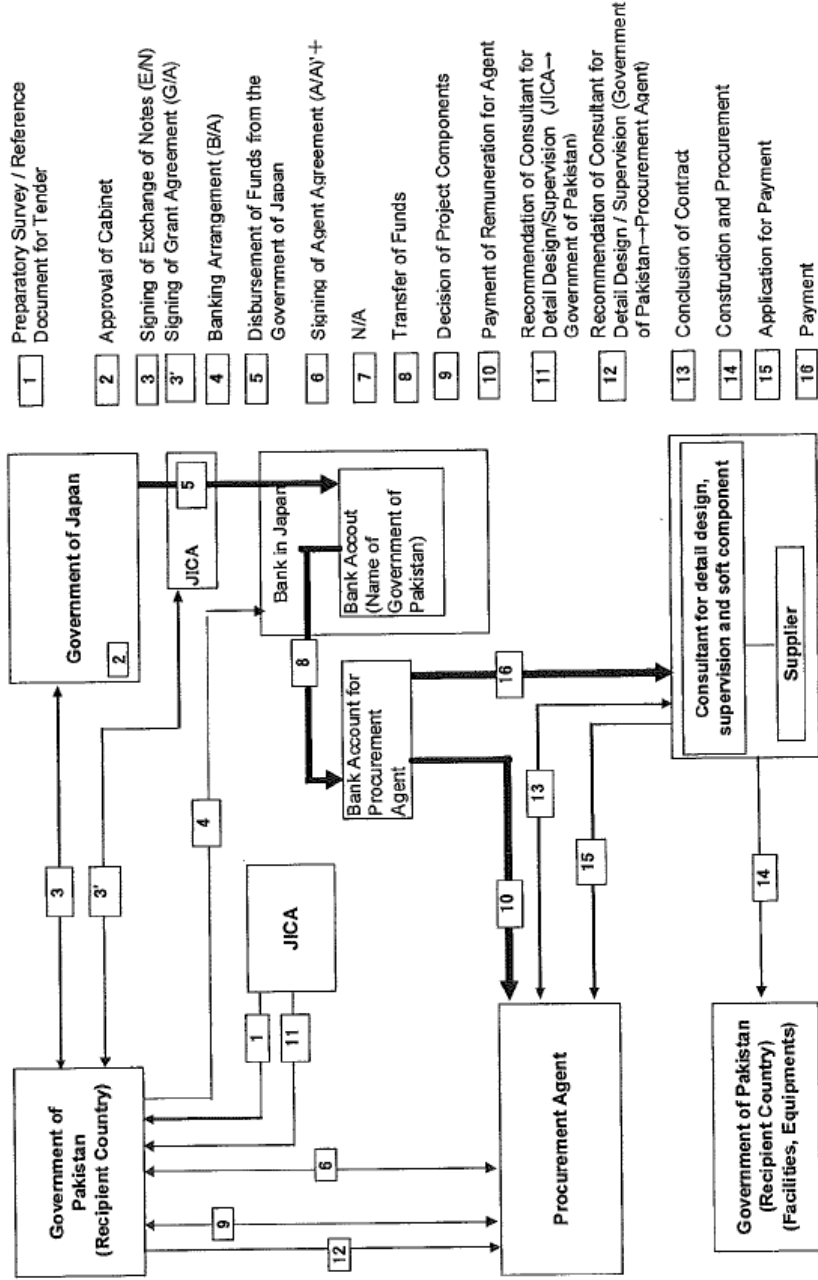 Government of
Pakistan
(Recipient Country)
3
3'
Government of Japan
2
JICA
5
4
Bank in Japan
Bank Accout
(Name of
Government of
Pakistan)
8
Bank Account for
Procurement
Agent
JICA
1
11
6
9
12
10
16
Procurement Agent
13
15
Consultant for detail design,
supervision and soft component
Supplier
14
Government of Pakistan
(Recipient Country)
(Facilities, Equipments)
1 Preparatory Survey / Reference
Document for Tender
2 Approval of Cabinet
3 Signing of Exchange of Notes (E/N)
3' Signing of Grant Agreement (G/A)
4 Banking Arrangement (B/A)
5 Disbursement of Funds from the
Government of Japan
6 Signing of Agent Agreement (A/A)'+
7 N/A
8 Transfer of Funds
9 Decision of Project Components
10 Payment of Remuneration for Agent
11 Recommendation of Consultant for
Detail Design/Supervision (JICA→
Government of Pakistan)
12 Recommendation of Consultant for
Detail Design / Supervision (Government
of Pakistan→Procurement Agent)
13 Conclusion of Contract
14 Construction and Procurement
15 Application for Payment
16 Payment